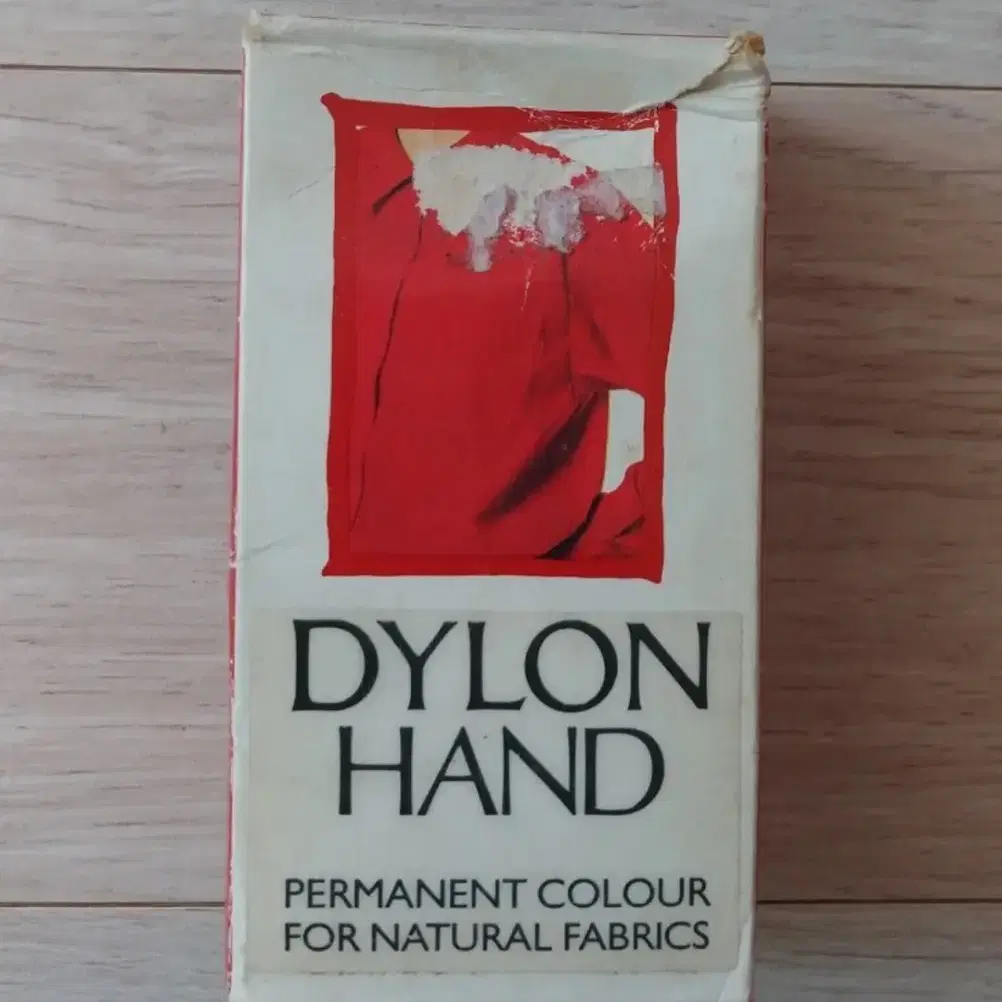 DYLON
HAND
PERMANENT COLOUR
FOR NATURAL FABRICS